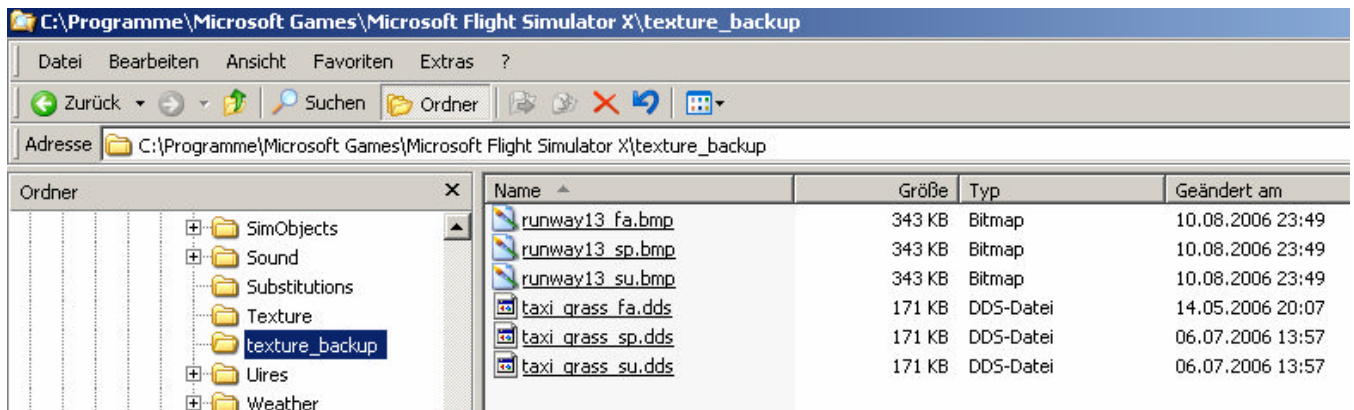 C:\Programme\Microsoft Games\Microsoft Flight Simulator X\texture_backup
Datei Bearbeiten Ansicht Favoriten Extras ?
Zurück Suchen Ordner
Adresse C:\Programme\Microsoft Games\Microsoft Flight Simulator X\texture_backup
Ordner Name Größe Typ Geändert am
SimObjects runway13_fa.bmp 343 KB Bitmap 10.08.2006 23:49
Sound runway13_sp.bmp 343 KB Bitmap 10.08.2006 23:49
Substitutions runway13_su.bmp 343 KB Bitmap 10.08.2006 23:49
Texture taxi_grass_fa.dds 171 KB DDS-Datei 14.05.2006 20:07
texture_backup taxi_grass_sp.dds 171 KB DDS-Datei 06.07.2006 13:57
Uires taxi_grass_su.dds 171 KB DDS-Datei 06.07.2006 13:57
Weather